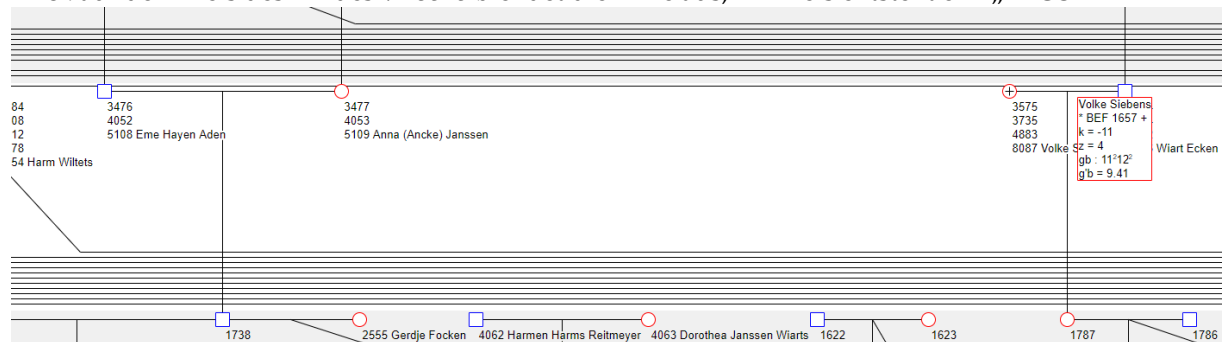 84
08
12
78
54 Harm Wiltets
3476
4052
5108 Eme Hayen Aden
3477
4053
5109 Anna (Ancke) Janssen
3575
3735
4883
8087 Volke S
Wiart Ecken
Volke Siebens
* BEF 1657 +
k = -11
z = 4
gb : 11²12²
g'b = 9.41
1738
2555 Gerdje Focken
4062 Harmen Harms Reitmeyer
4063 Dorothea Janssen Wiarts
1622
1623
1787
1786